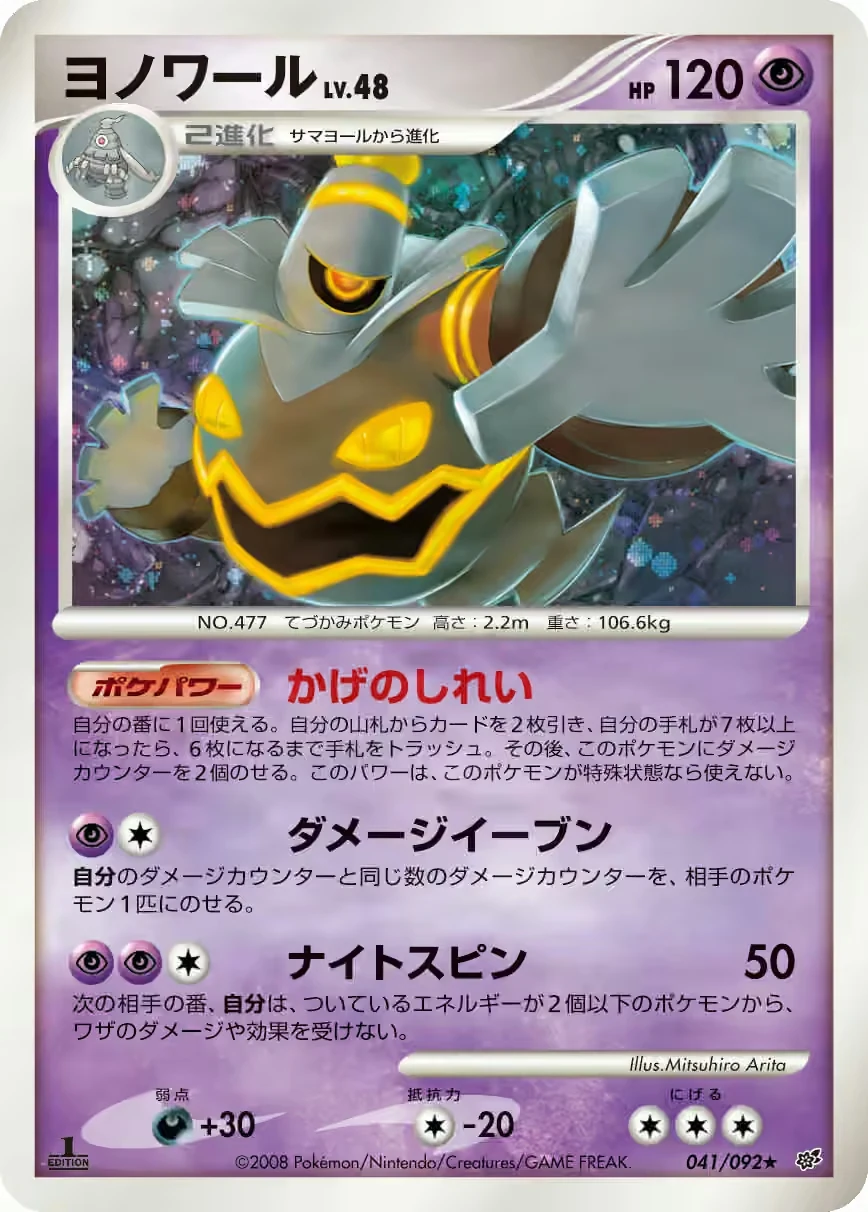 ヨノワール LV.48 HP 120
2進化 サマヨールから進化
NO.477 てづかみポケモン 高さ:2.2m 重さ:106.6kg
ポケパワー かげのしれい
自分の番に1回使える。自分の山札からカードを2枚引き、自分の手札が7枚以上
になったら、6枚になるまで手札をトラッシュ。その後、このポケモンにダメージ
カウンターを2個のせる。このパワーは、このポケモンが特殊状態なら使えない。
ダメージイーブン
自分のダメージカウンターと同じ数のダメージカウンターを、相手のポケ
モン1匹にのせる。
ナイトスピン 50
次の相手の番、自分は、ついているエネルギーが2個以下のポケモンから、
ワザのダメージや効果を受けない。
Illus.Mitsuhiro Arita
弱点 抵抗力 にげる
+30 -20
1 EDITION
©2008 Pokémon/Nintendo/Creatures/GAME FREAK. 041/092★